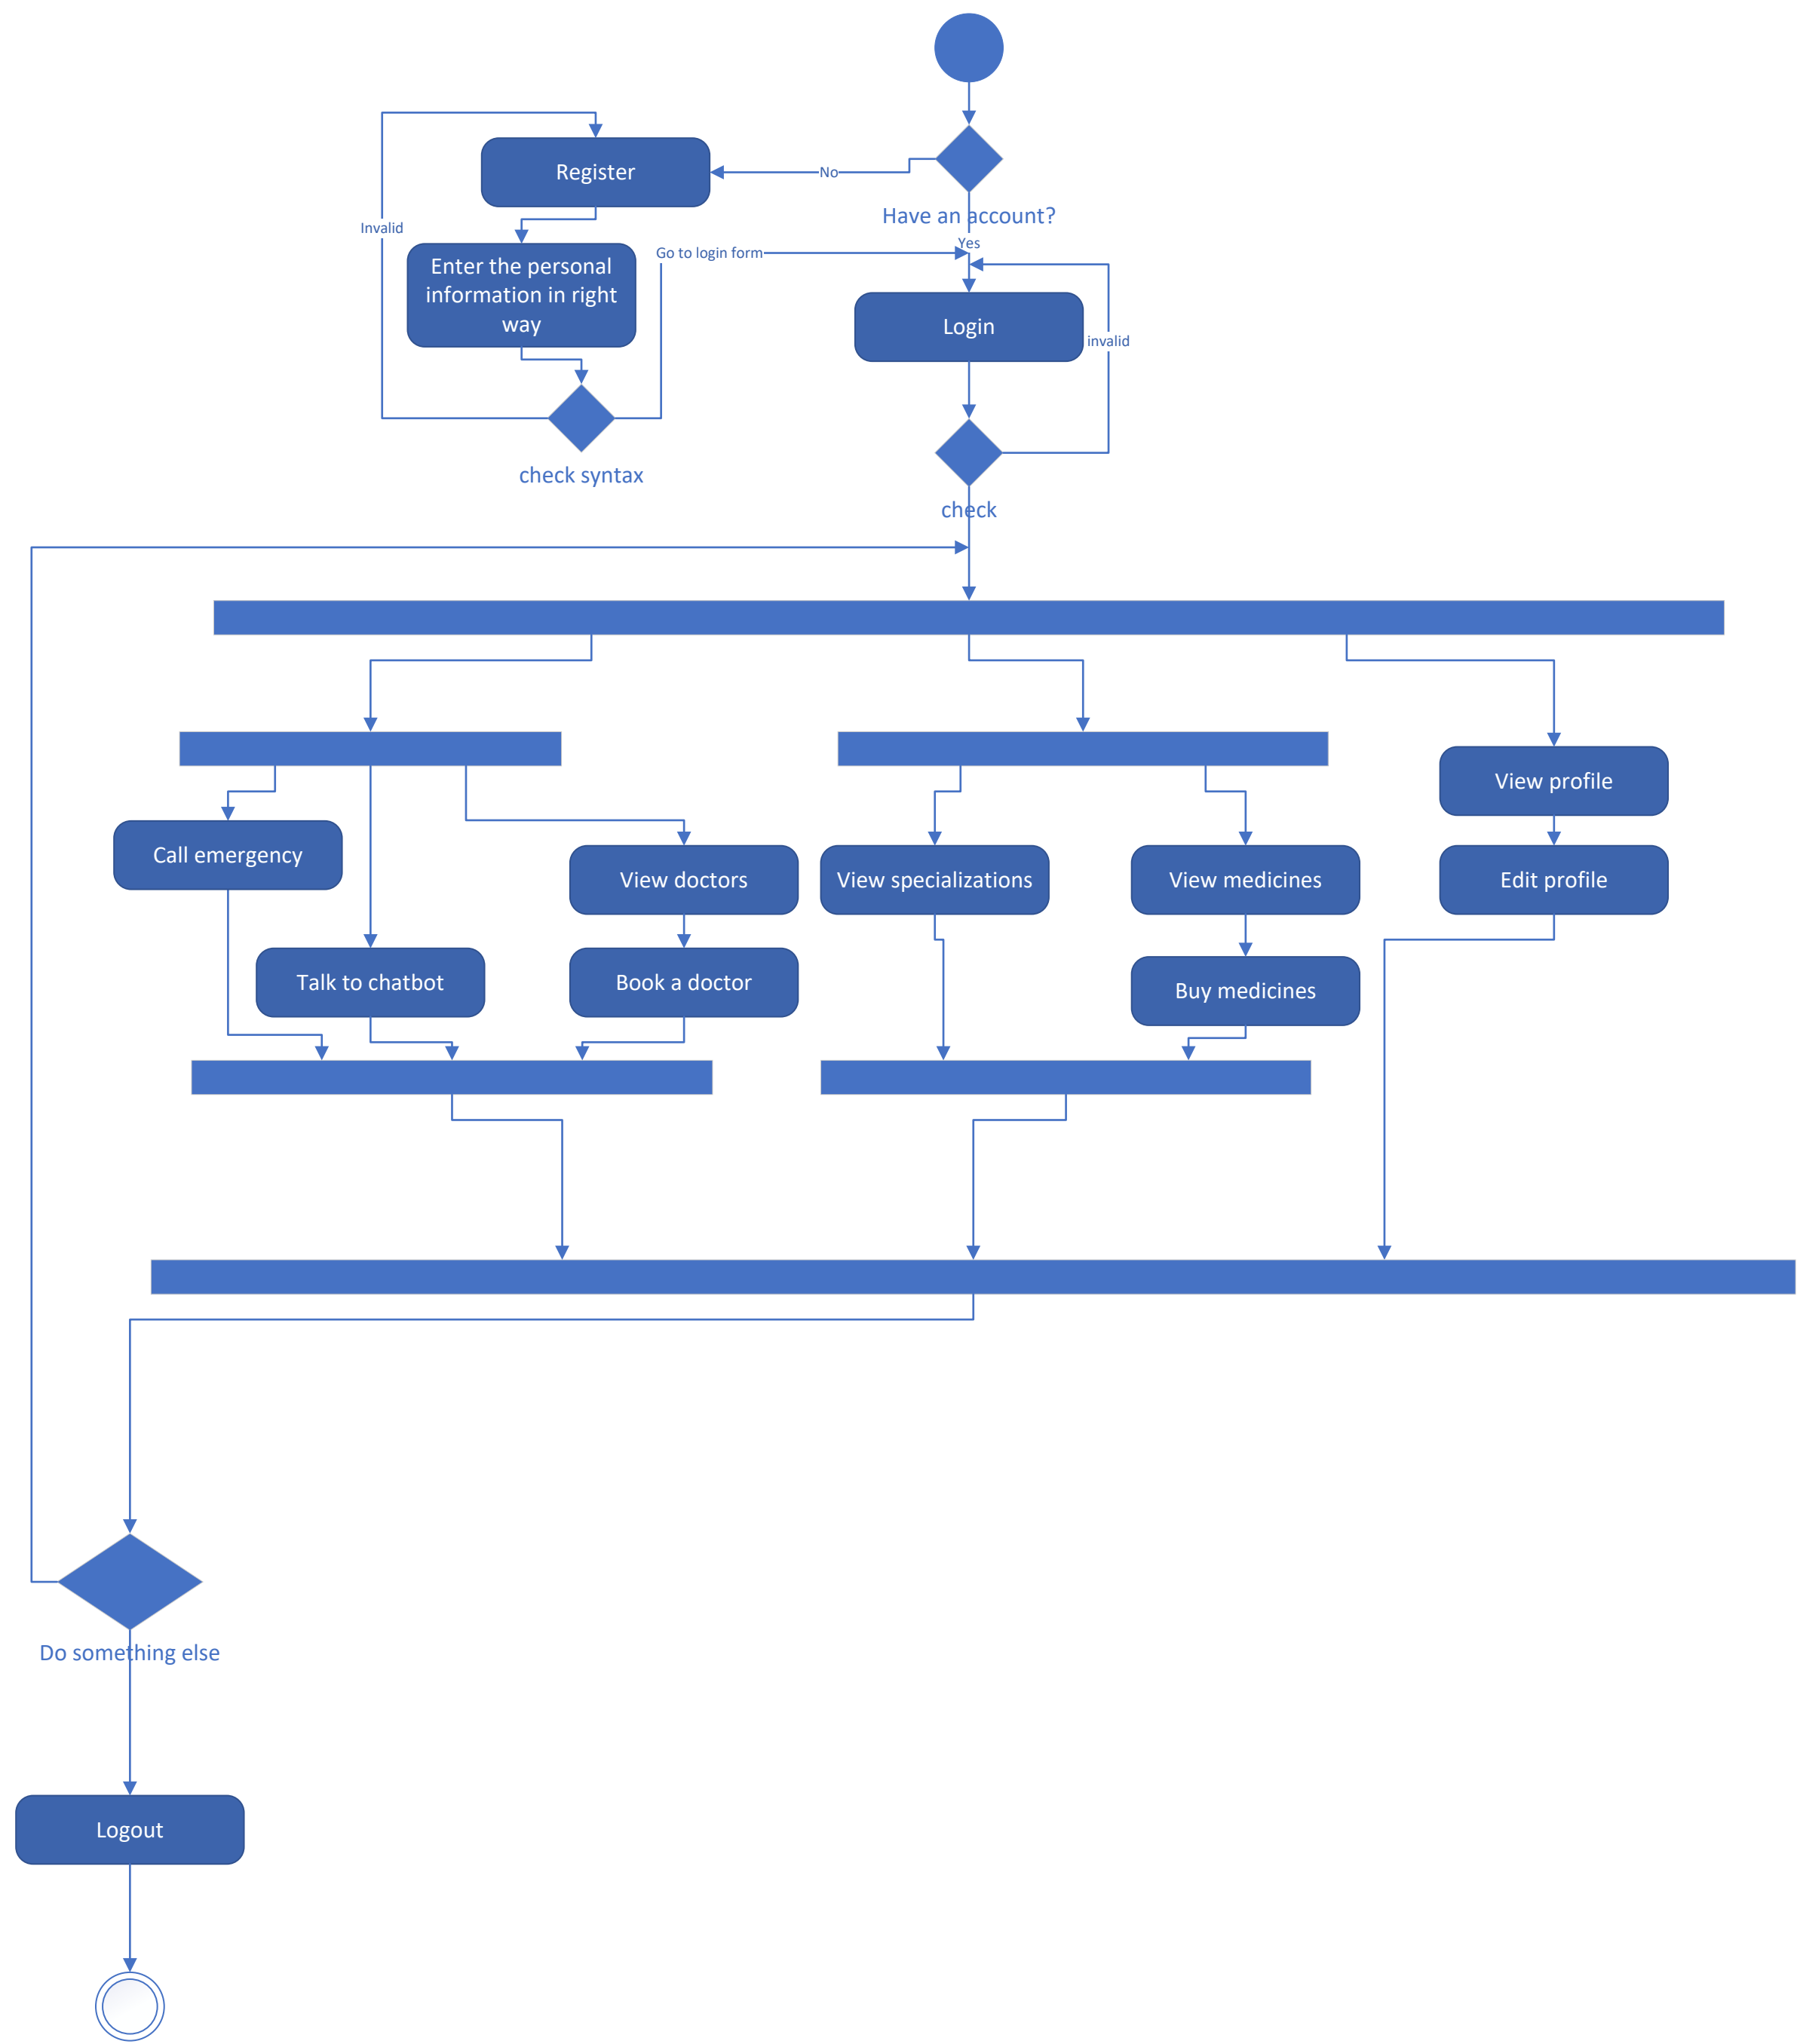 Register
No
Have an account?
Invalid
Yes
Go to login form
Enter the personal
information in right
way
Login
invalid
check syntax
check
View profile
Call emergency
View doctors
View specializations
View medicines
Edit profile
Talk to chatbot
Book a doctor
Buy medicines
Do something else
Logout